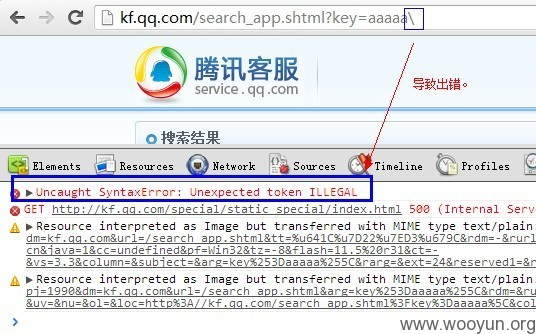 kf.qq.com/search_app.shtml?key=aaaaa\
腾讯客服
service.qq.com
导致出错。
搜索结果
Elements Resources Network Sources Timeline Profiles
Uncaught SyntaxError: Unexpected token ILLEGAL
GET http://kf.qq.com/special/static_special/index.html 500 (Internal Serv
Resource interpreted as Image but transferred with MIME type text/plain:
dm=kf.qq.com&url=/search_app.shtml&tt=%u641C%u7D22%u7ED3%u679C&rdm=-&rurl
cn&java=1&cc=undefined&pf=Win32&tz=-8&flash=11.5%20r31&ct=-
&vs=3.3&column=&subject=&arg=key%253Daaaaa%255C&rarg=&ext=24&reserved1=&r
Resource interpreted as Image but transferred with MIME type text/plain:
pj=1990&dm=kf.qq.com&url=/search_app.shtml&arg=key%253Daaaaa%255C&rdm=&ru
&uv=&nu=&ol=&loc=http%3A//kf.qq.com/search_app.shtml%3Fkey%3Daaaaa%5C&col
www.wooyun.org